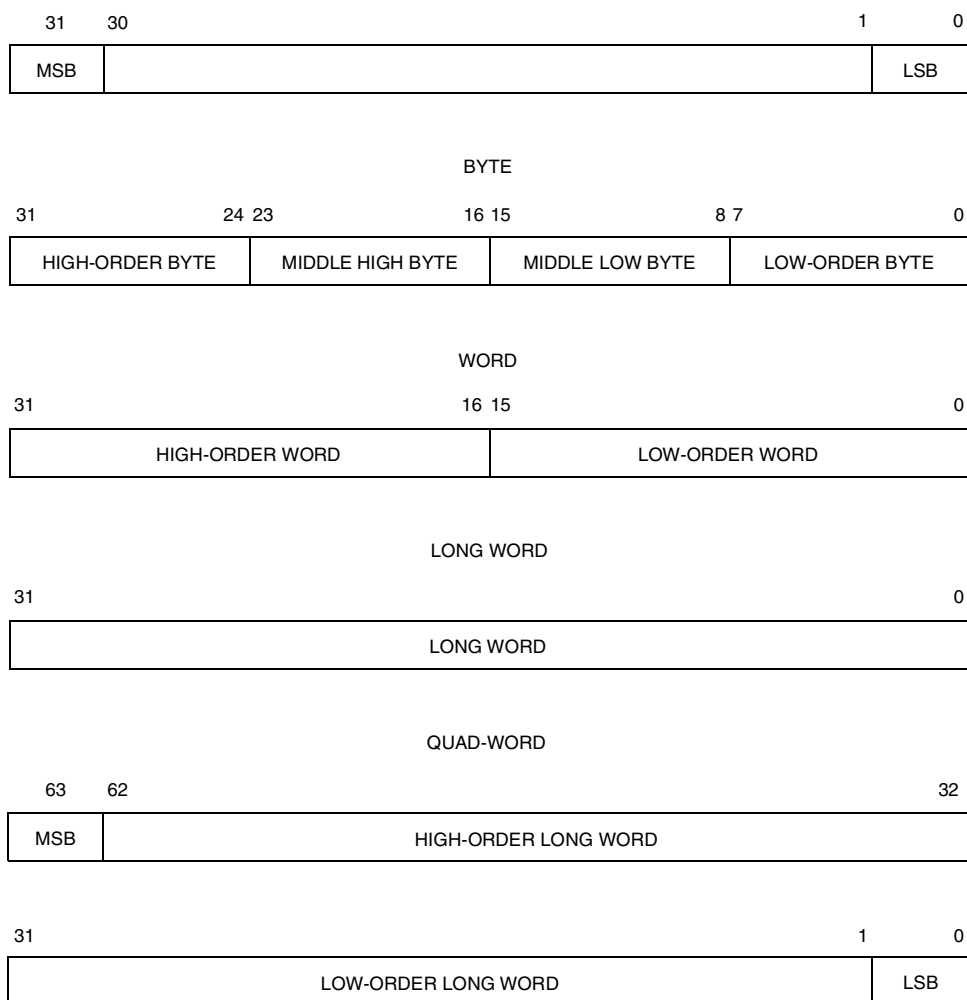 31 30 1 0
MSB LSB
BYTE
31 24 23 16 15 8 7 0
HIGH-ORDER BYTE MIDDLE HIGH BYTE MIDDLE LOW BYTE LOW-ORDER BYTE
WORD
31 16 15 0
HIGH-ORDER WORD LOW-ORDER WORD
LONG WORD
31 0
LONG WORD
QUAD-WORD
63 62 32
MSB HIGH-ORDER LONG WORD
31 1 0
LOW-ORDER LONG WORD LSB